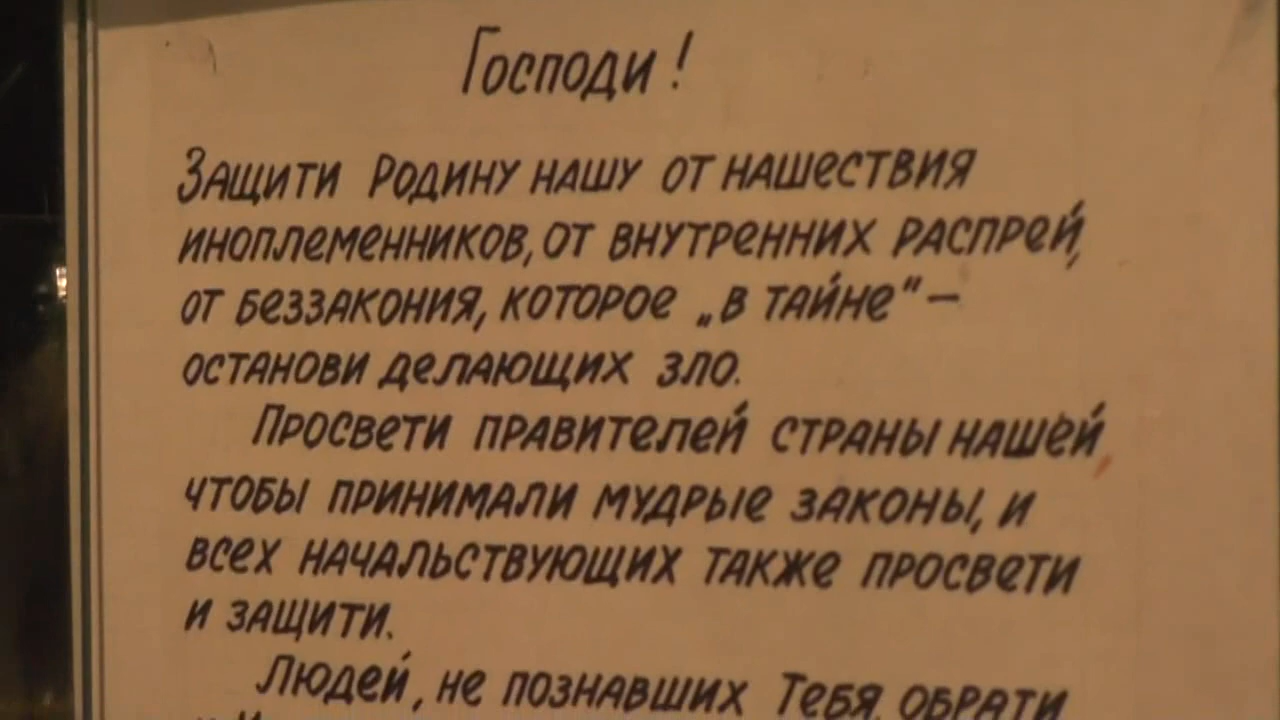 Господи!
Защити Родину нашу от нашествия
иноплеменников, от внутренних распрей,
от беззакония, которое „в тайне“ –
останови делающих зло.
Просвети правителей страны нашей,
чтобы принимали мудрые законы, и
всех начальствующих также просвети
и защити.
Людей, не познавших Тебя, обрати